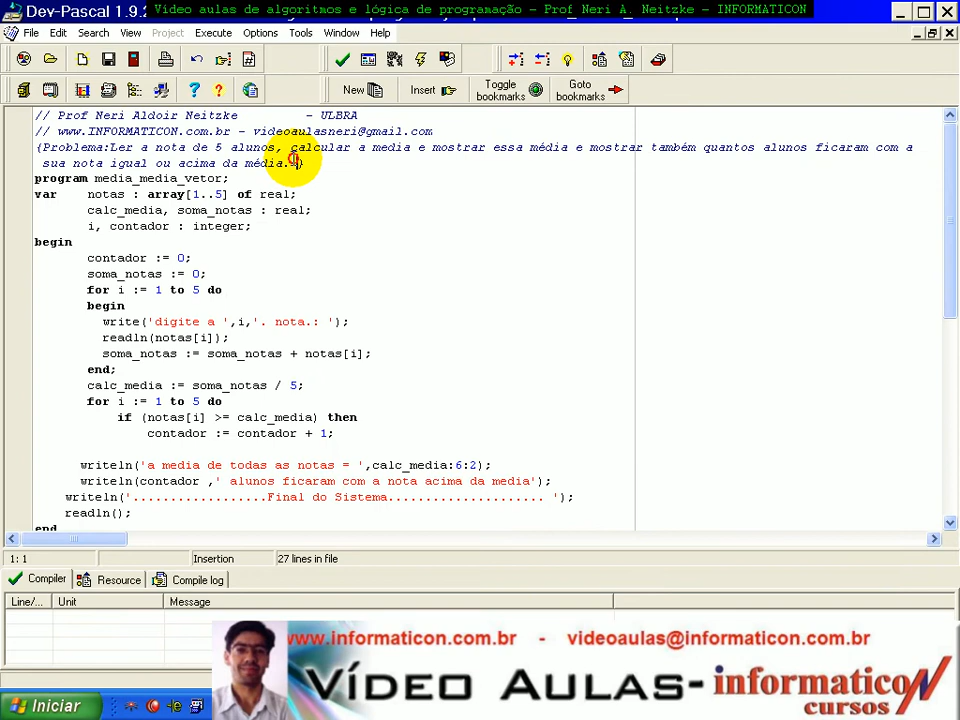 Dev-Pascal 1.9.2
Vídeo aulas de algoritmos e lógica de programação – Prof Neri A. Neitzke – INFORMATICON
File Edit Search View Project Execute Options Tools Window Help
New Insert Toggle bookmarks Goto bookmarks
// Prof Neri Aldoir Neitzke - ULBRA
// www.INFORMATICON.com.br - videoaulasneri@gmail.com
{Problema:Ler a nota de 5 alunos, calcular a media e mostrar essa média e mostrar também quantos alunos ficaram com a
sua nota igual ou acima da média. }
program media_media_vetor;
var notas : array[1..5] of real;
calc_media, soma_notas : real;
i, contador : integer;
begin
contador := 0;
soma_notas := 0;
for i := 1 to 5 do
begin
write('digite a ',i,'. nota.: ');
readln(notas[i]);
soma_notas := soma_notas + notas[i];
end;
calc_media := soma_notas / 5;
for i := 1 to 5 do
if (notas[i] >= calc_media) then
contador := contador + 1;
writeln('a media de todas as notas = ',calc_media:6:2);
writeln(contador ,' alunos ficaram com a nota acima da media');
writeln('..................Final do Sistema..................... ');
readln();
end
1: 1 Insertion 27 lines in file
Compiler Resource Compile log
Line/... Unit Message
www.informaticon.com.br - videoaulas@informaticon.com.br
Vídeo Aulas- informaticon
cursos
Iniciar